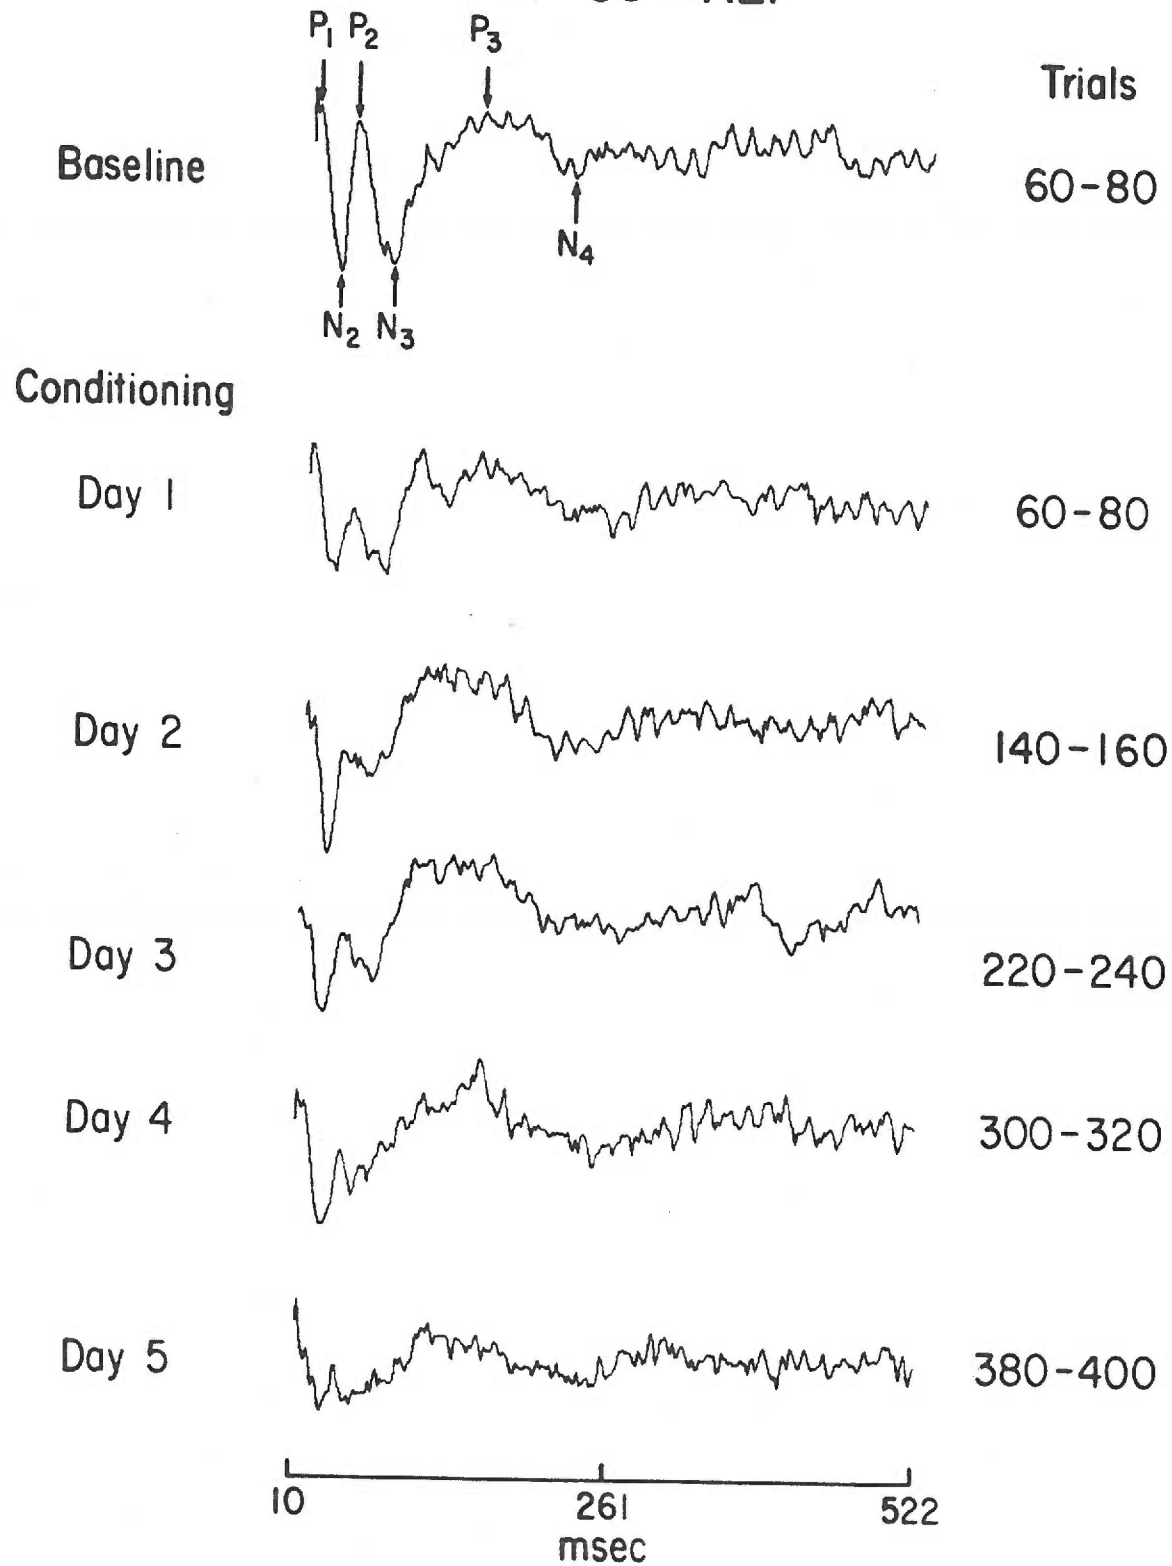 P1 P2 P3
Trials
Baseline
60-80
N4
N2 N3
Conditioning
Day 1
60-80
Day 2
140-160
Day 3
220-240
Day 4
300-320
Day 5
380-400
10 261 522
msec